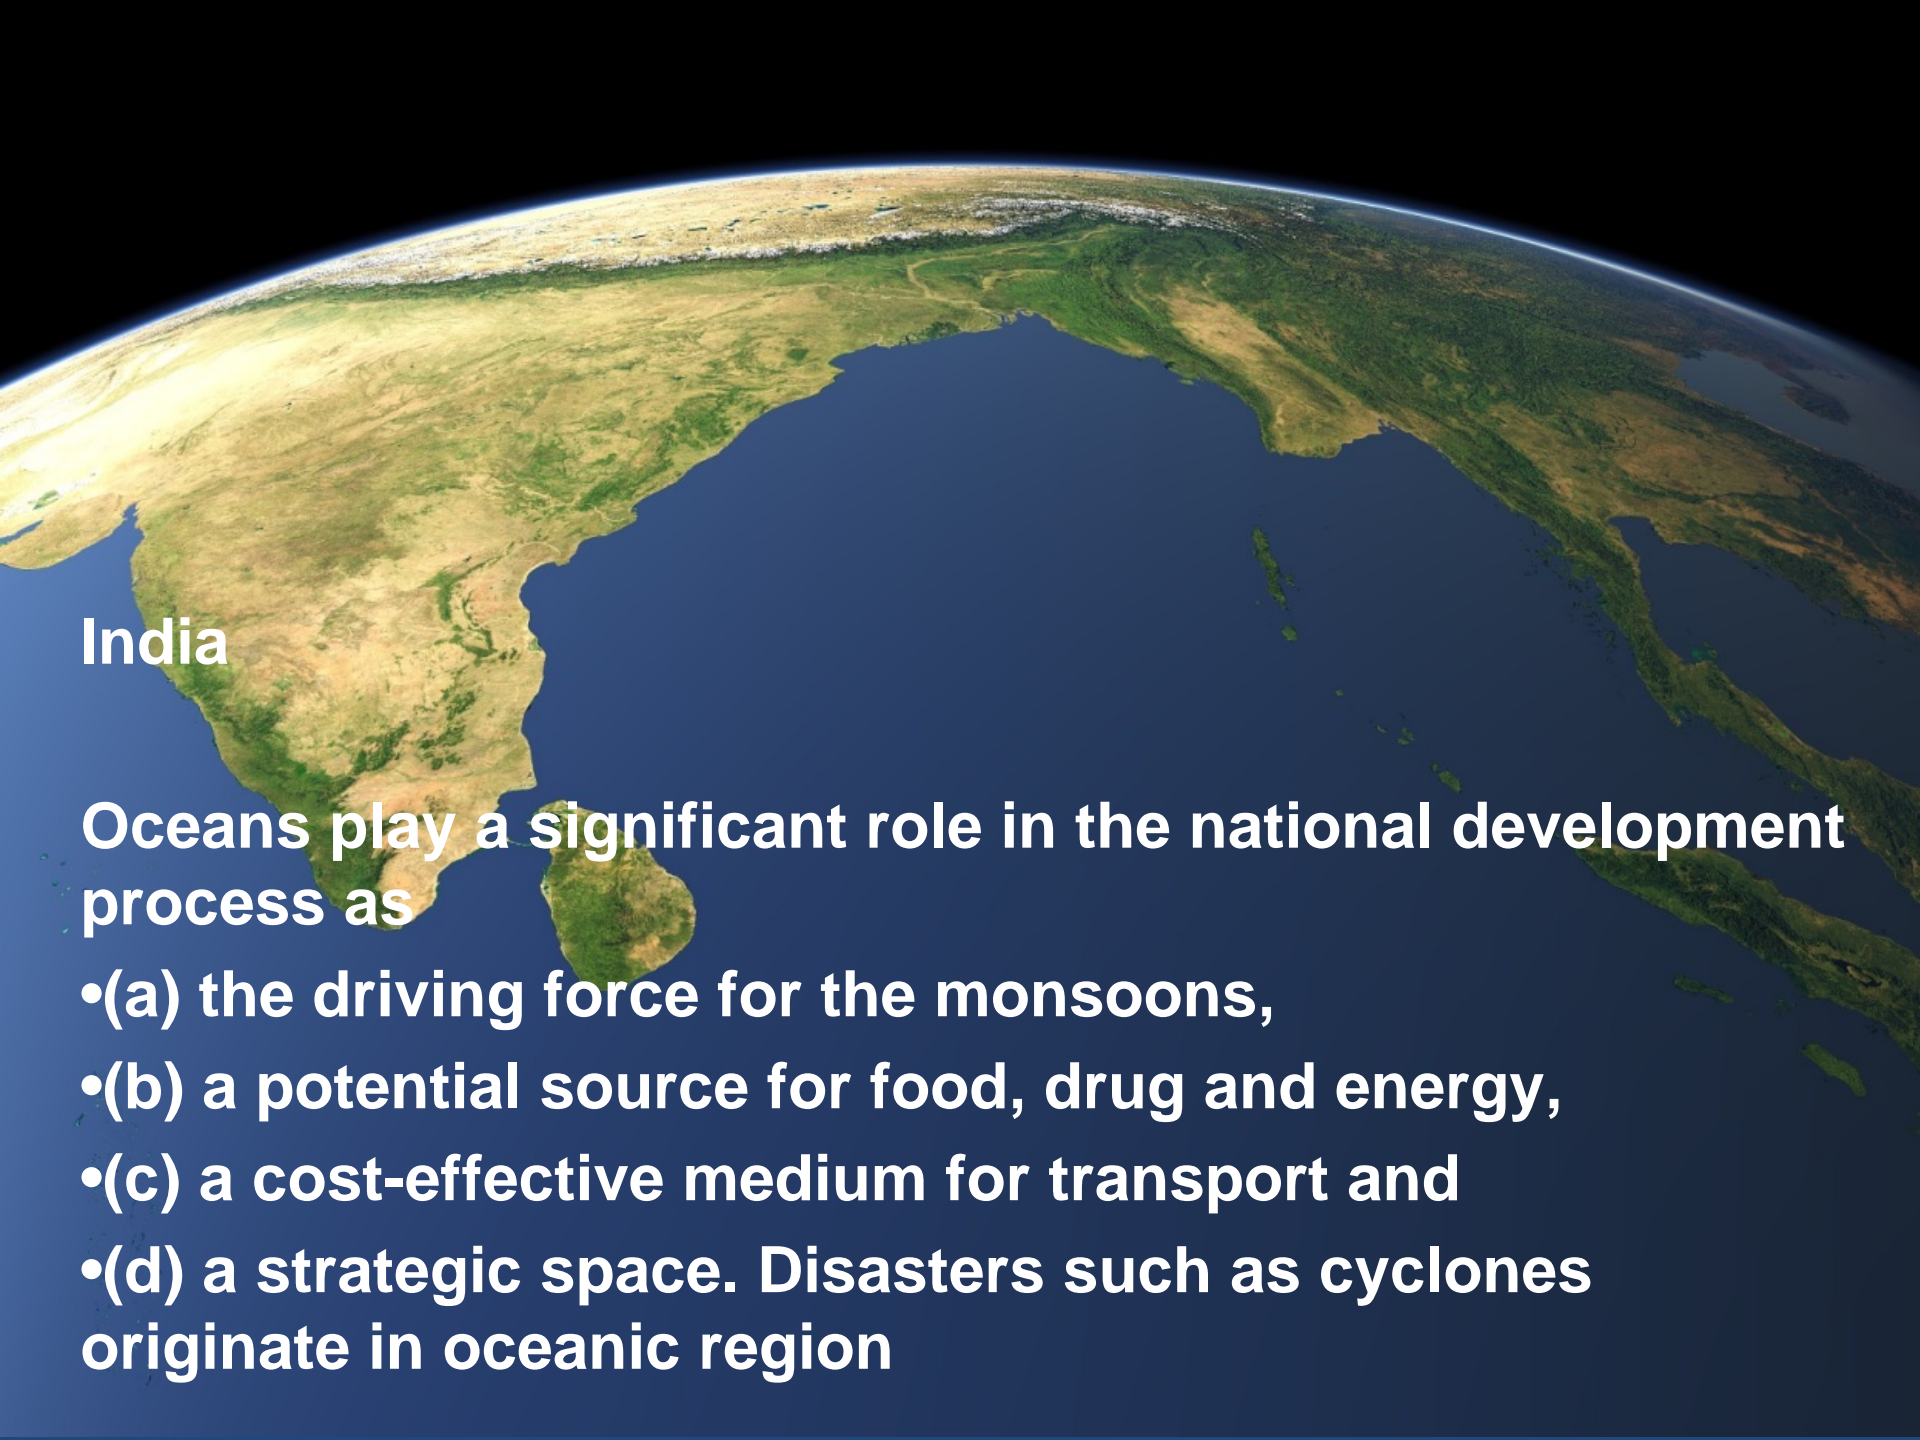 India
Oceans play a significant role in the national development
process as
•(a) the driving force for the monsoons,
•(b) a potential source for food, drug and energy,
•(c) a cost-effective medium for transport and
•(d) a strategic space. Disasters such as cyclones
originate in oceanic region